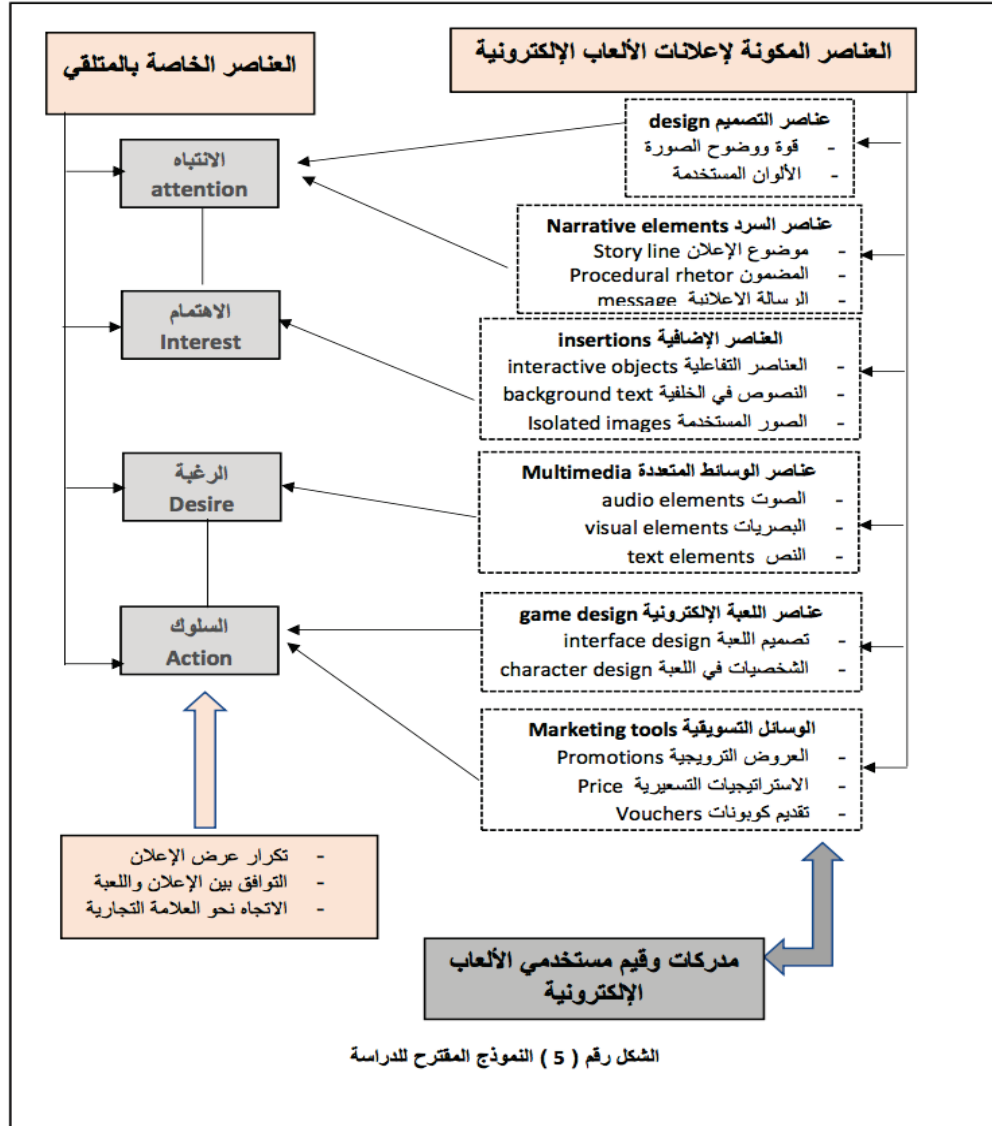 العناصر المكونة لإعلانات الألعاب الإلكترونية
عناصر التصميم design
- قوة ووضوح الصورة
- الألوان المستخدمة
عناصر السرد Narrative elements
- موضوع الإعلان Story line
- المضمون Procedural rhetor
- الرسالة الاعلانية message
العناصر الإضافية insertions
- العناصر التفاعلية interactive objects
- النصوص في الخلفية background text
- الصور المستخدمة Isolated images
عناصر الوسائط المتعددة Multimedia
- الصوت audio elements
- البصريات visual elements
- النص text elements
عناصر اللعبة الإلكترونية game design
- تصميم اللعبة interface design
- الشخصيات في اللعبة character design
الوسائل التسويقية Marketing tools
- العروض الترويجية Promotions
- الاستراتيجيات التسعيرية Price
- تقديم كوبونات Vouchers
العناصر الخاصة بالمتلقي
الانتباه
attention
الاهتمام
Interest
الرغبة
Desire
السلوك
Action
- تكرار عرض الإعلان
- التوافق بين الإعلان واللعبة
- الاتجاه نحو العلامة التجارية
مدركات وقيم مستخدمي الألعاب
الإلكترونية
الشكل رقم ( 5 ) النموذج المقترح للدراسة